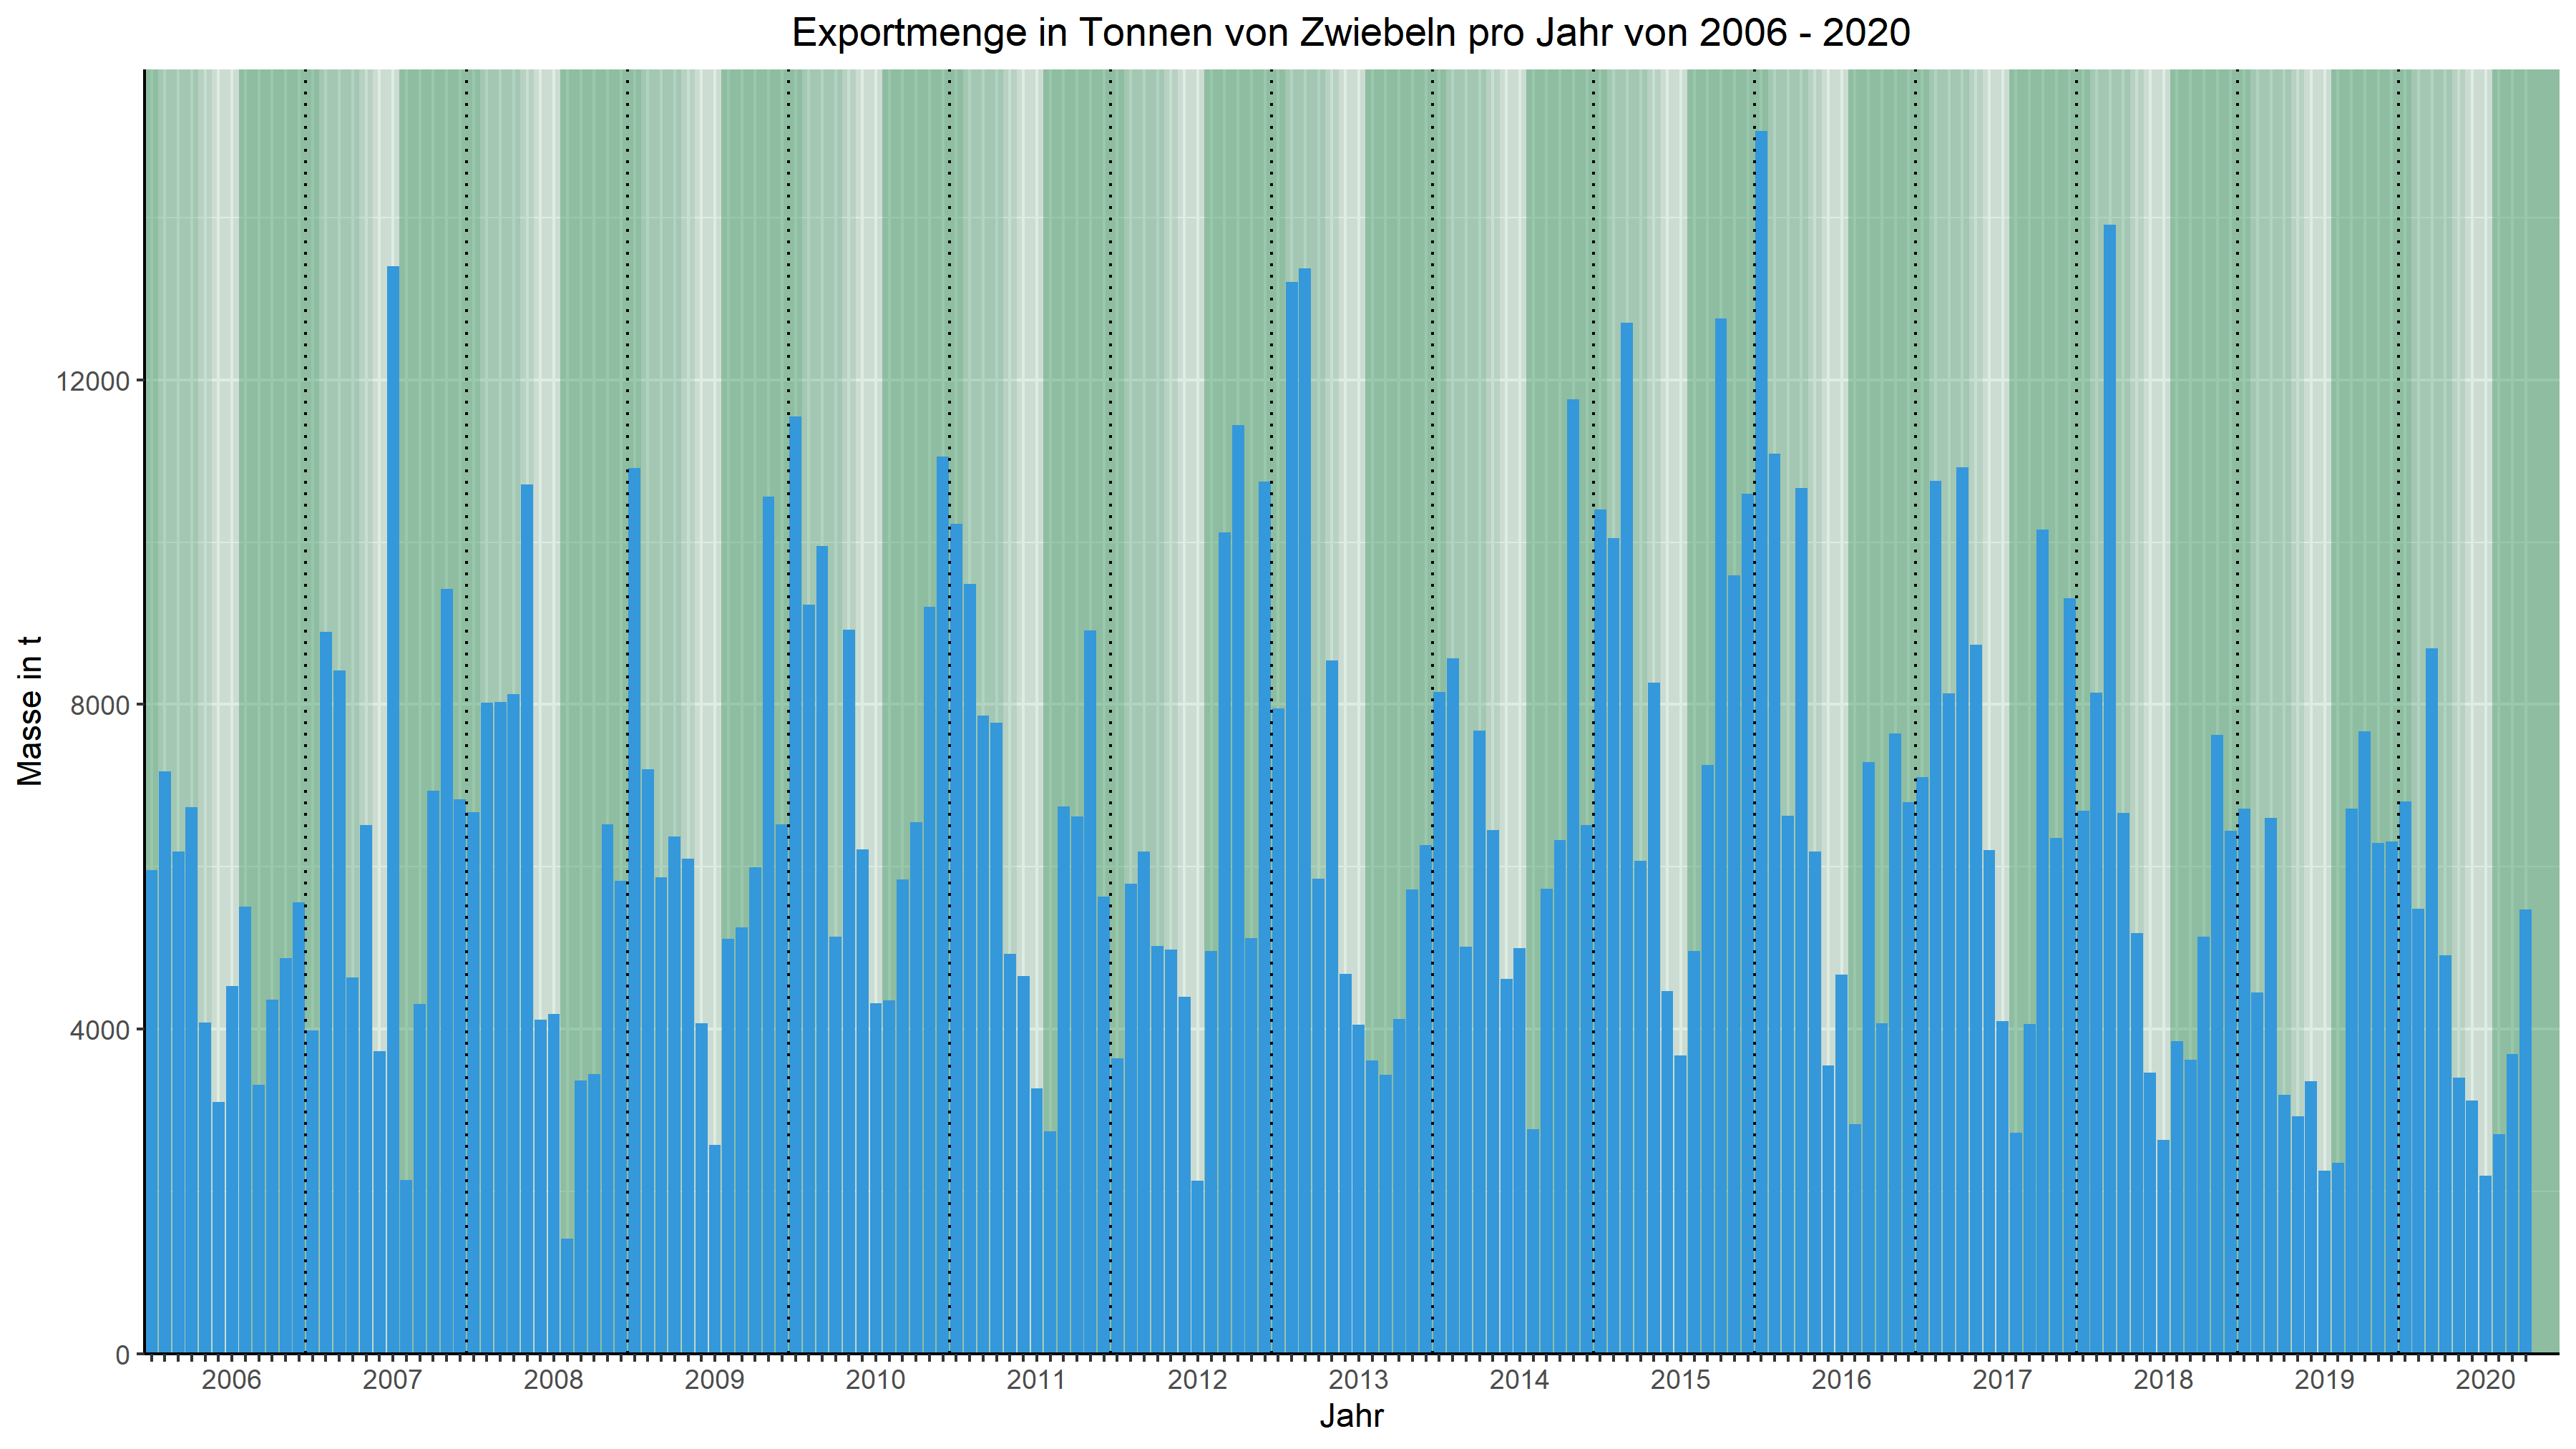 Exportmenge in Tonnen von Zwiebeln pro Jahr von 2006 - 2020
Masse in t
12000
8000
4000
0
2006 2007 2008 2009 2010 2011 2012 2013 2014 2015 2016 2017 2018 2019 2020
Jahr